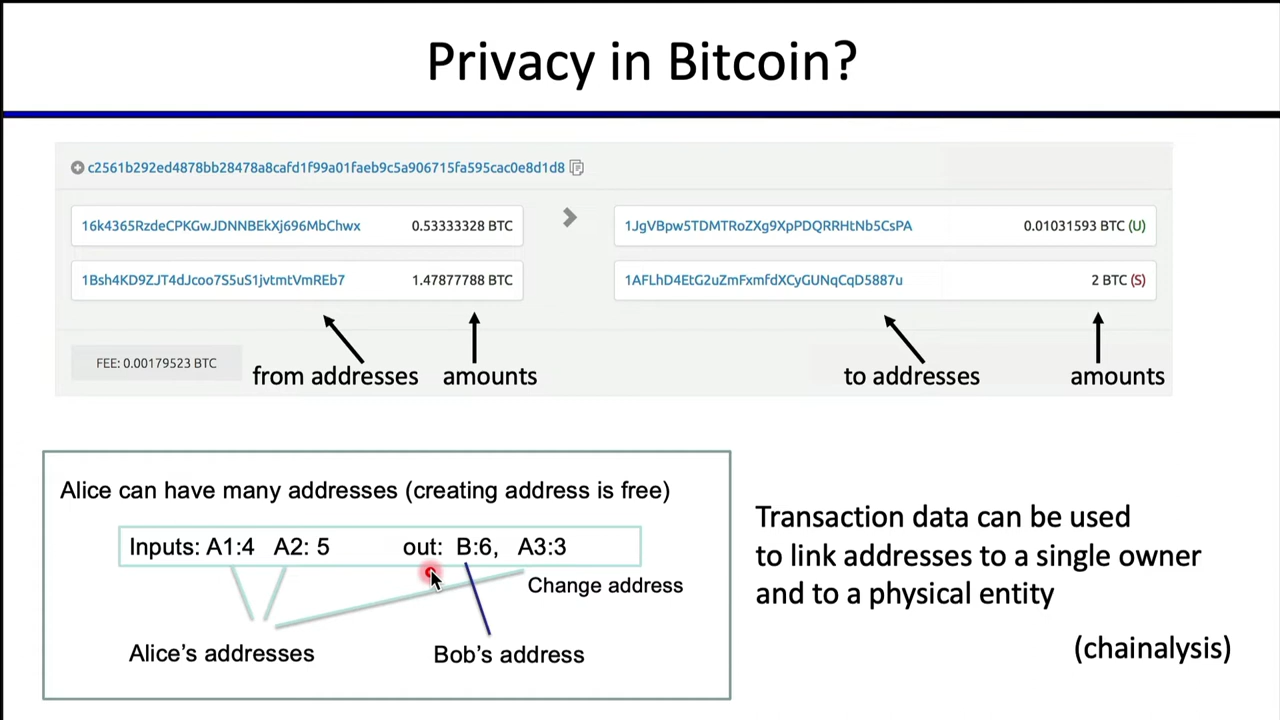 Privacy in Bitcoin?
c2561b292ed4878bb28478a8cafd1f99a01faeb9c5a906715fa595cac0e8d1d8
16k4365RzdeCPKGwJDNNBEkXj696MbChwx 0.53333328 BTC 1JgVBpw5TDMTRoZXg9XpPDQRRHtNb5CsPA 0.01031593 BTC (U)
1Bsh4KD9ZJT4dJcoo7S5uS1jvtmtVmREb7 1.47877788 BTC 1AFLhD4EtG2uZmFxmfdXCyGUNqCqD5887u 2 BTC (S)
FEE: 0.00179523 BTC
from addresses amounts to addresses amounts
Alice can have many addresses (creating address is free)
Inputs: A1:4 A2: 5 out: B:6, A3:3
Change address
Alice's addresses Bob's address
Transaction data can be used
to link addresses to a single owner
and to a physical entity
(chainalysis)